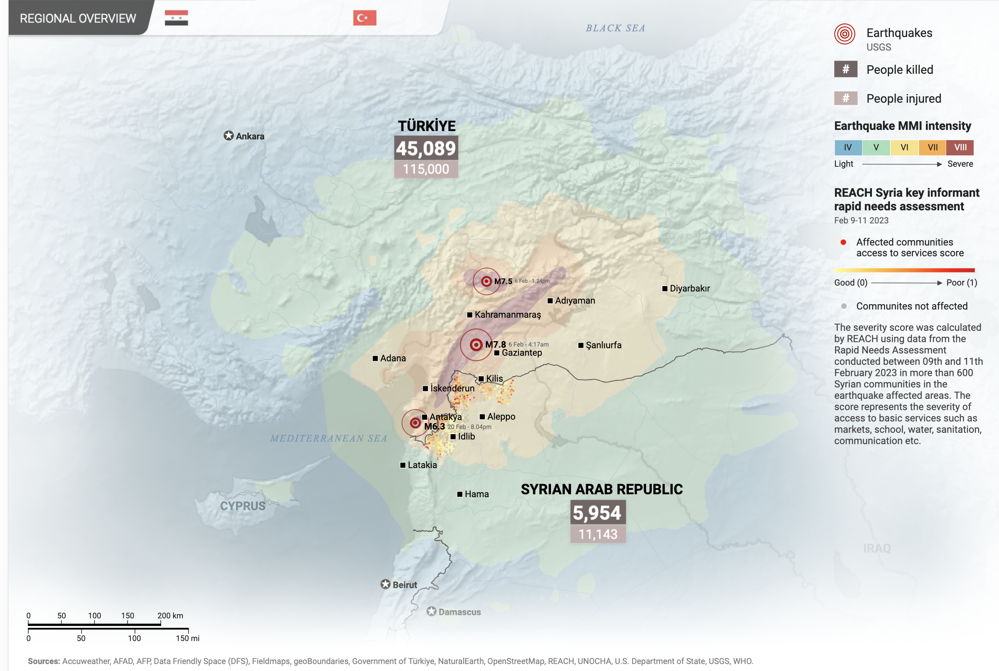 REGIONAL OVERVIEW
BLACK SEA
Earthquakes
USGS
# People killed
# People injured
Earthquake MMI intensity
IV V VI VII VIII
Light Severe
REACH Syria key informant
rapid needs assessment
Feb 9-11 2023
Affected communities
access to services score
Good (0) Poor (1)
Communites not affected
The severity score was calculated
by REACH using data from the
Rapid Needs Assessment
conducted between 09th and 11th
February 2023 in more than 600
Syrian communities in the
earthquake affected areas. The
score represents the severity of
access to basic services such as
markets, school, water, sanitation,
communication etc.
TÜRKİYE
45,089
115,000
Ankara
M7.5 6 Feb - 1.24pm
Diyarbakır
Adıyaman
Kahramanmaraş
M7.8 6 Feb - 4:17am
Şanlıurfa
Gaziantep
Adana
Kilis
İskenderun
Antakya
Aleppo
M6.3 20 Feb - 8.04pm
MEDITERRANEAN SEA
Idlib
Latakia
Hama
SYRIAN ARAB REPUBLIC
5,954
11,143
CYPRUS
IRAQ
Beirut
Damascus
0 50 100 150 200 km
0 50 100 150 mi
Sources: Accuweather, AFAD, AFP, Data Friendly Space (DFS), Fieldmaps, geoBoundaries, Government of Türkiye, NaturalEarth, OpenStreetMap, REACH, UNOCHA, U.S. Department of State, USGS, WHO.